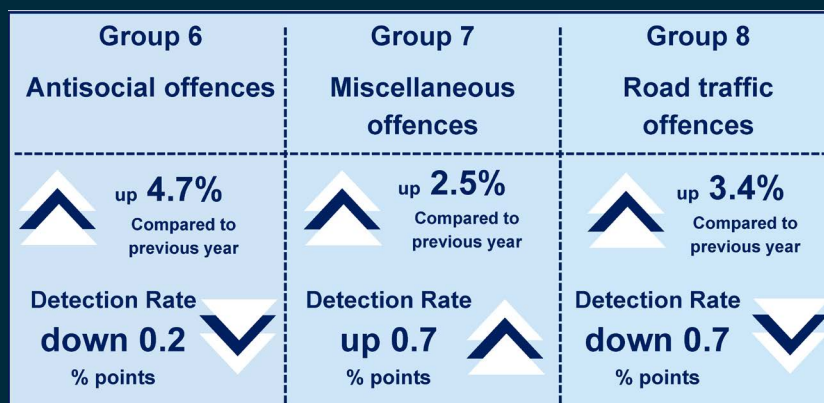 Group 6
Antisocial offences
up 4.7%
Compared to
previous year
Detection Rate
down 0.2
% points
Group 7
Miscellaneous
offences
up 2.5%
Compared to
previous year
Detection Rate
up 0.7
% points
Group 8
Road traffic
offences
up 3.4%
Compared to
previous year
Detection Rate
down 0.7
% points